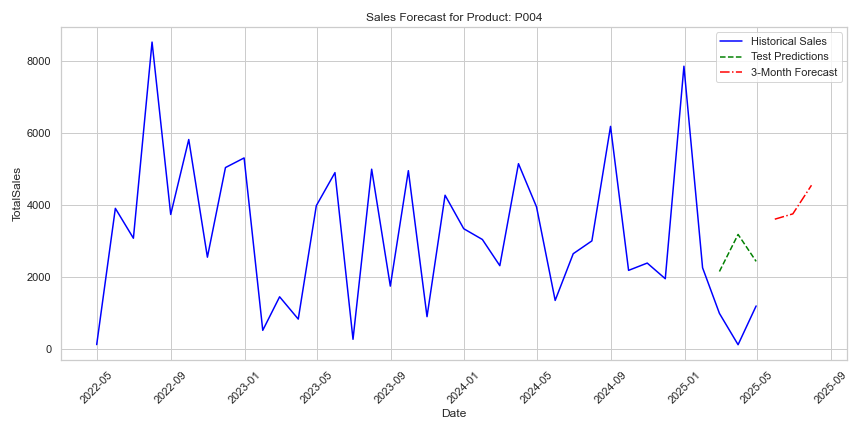 Sales Forecast for Product: P004
Historical Sales
Test Predictions
3-Month Forecast
TotalSales
8000
6000
4000
2000
0
2022-05
2022-09
2023-01
2023-05
2023-09
2024-01
2024-05
2024-09
2025-01
2025-05
2025-09
Date